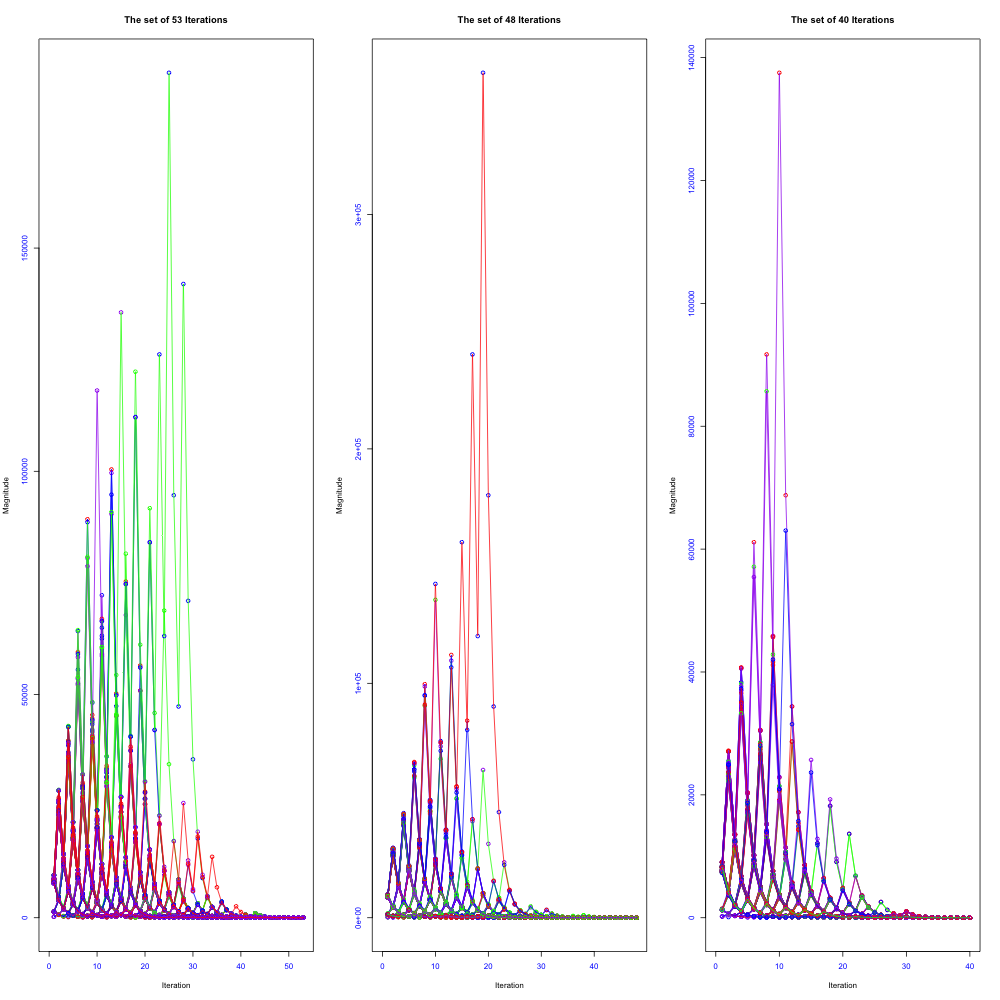 The set of 53 Iterations
The set of 48 Iterations
The set of 40 Iterations
Magnitude
0
50000
100000
150000
0
10
20
30
40
50
Iteration
Magnitude
0e+00
1e+05
2e+05
3e+05
0
10
20
30
40
Iteration
Magnitude
0
20000
40000
60000
80000
100000
120000
140000
0
10
20
30
40
Iteration